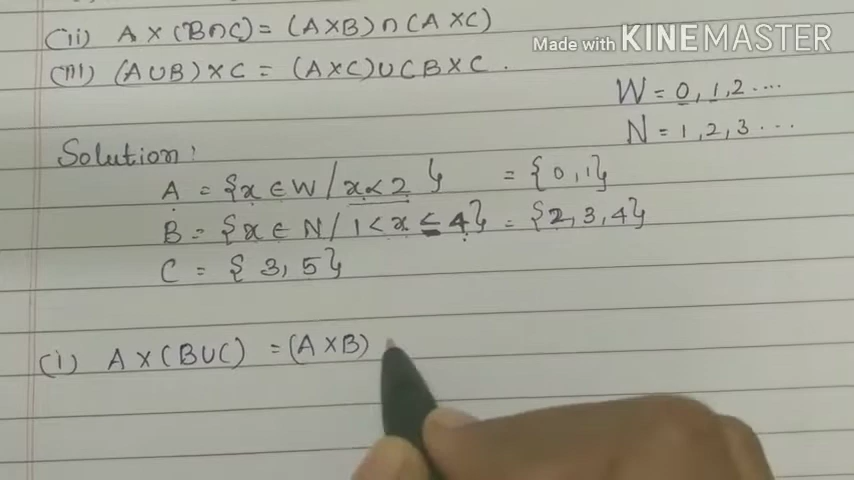 (ii) A × (B∩C) = (A×B)∩(A×C)
Made with KINEMASTER
(iii) (A∪B)×C = (A×C)∪(B×C.
W = 0, 1, 2 ....
N = 1, 2, 3 ...
Solution:
A = {x ∈ W / x < 2 } = {0, 1}
B = {x ∈ N / 1 < x ≤ 4} = {2, 3, 4}
C = { 3, 5}
(i) A × (B∪C) = (A×B)